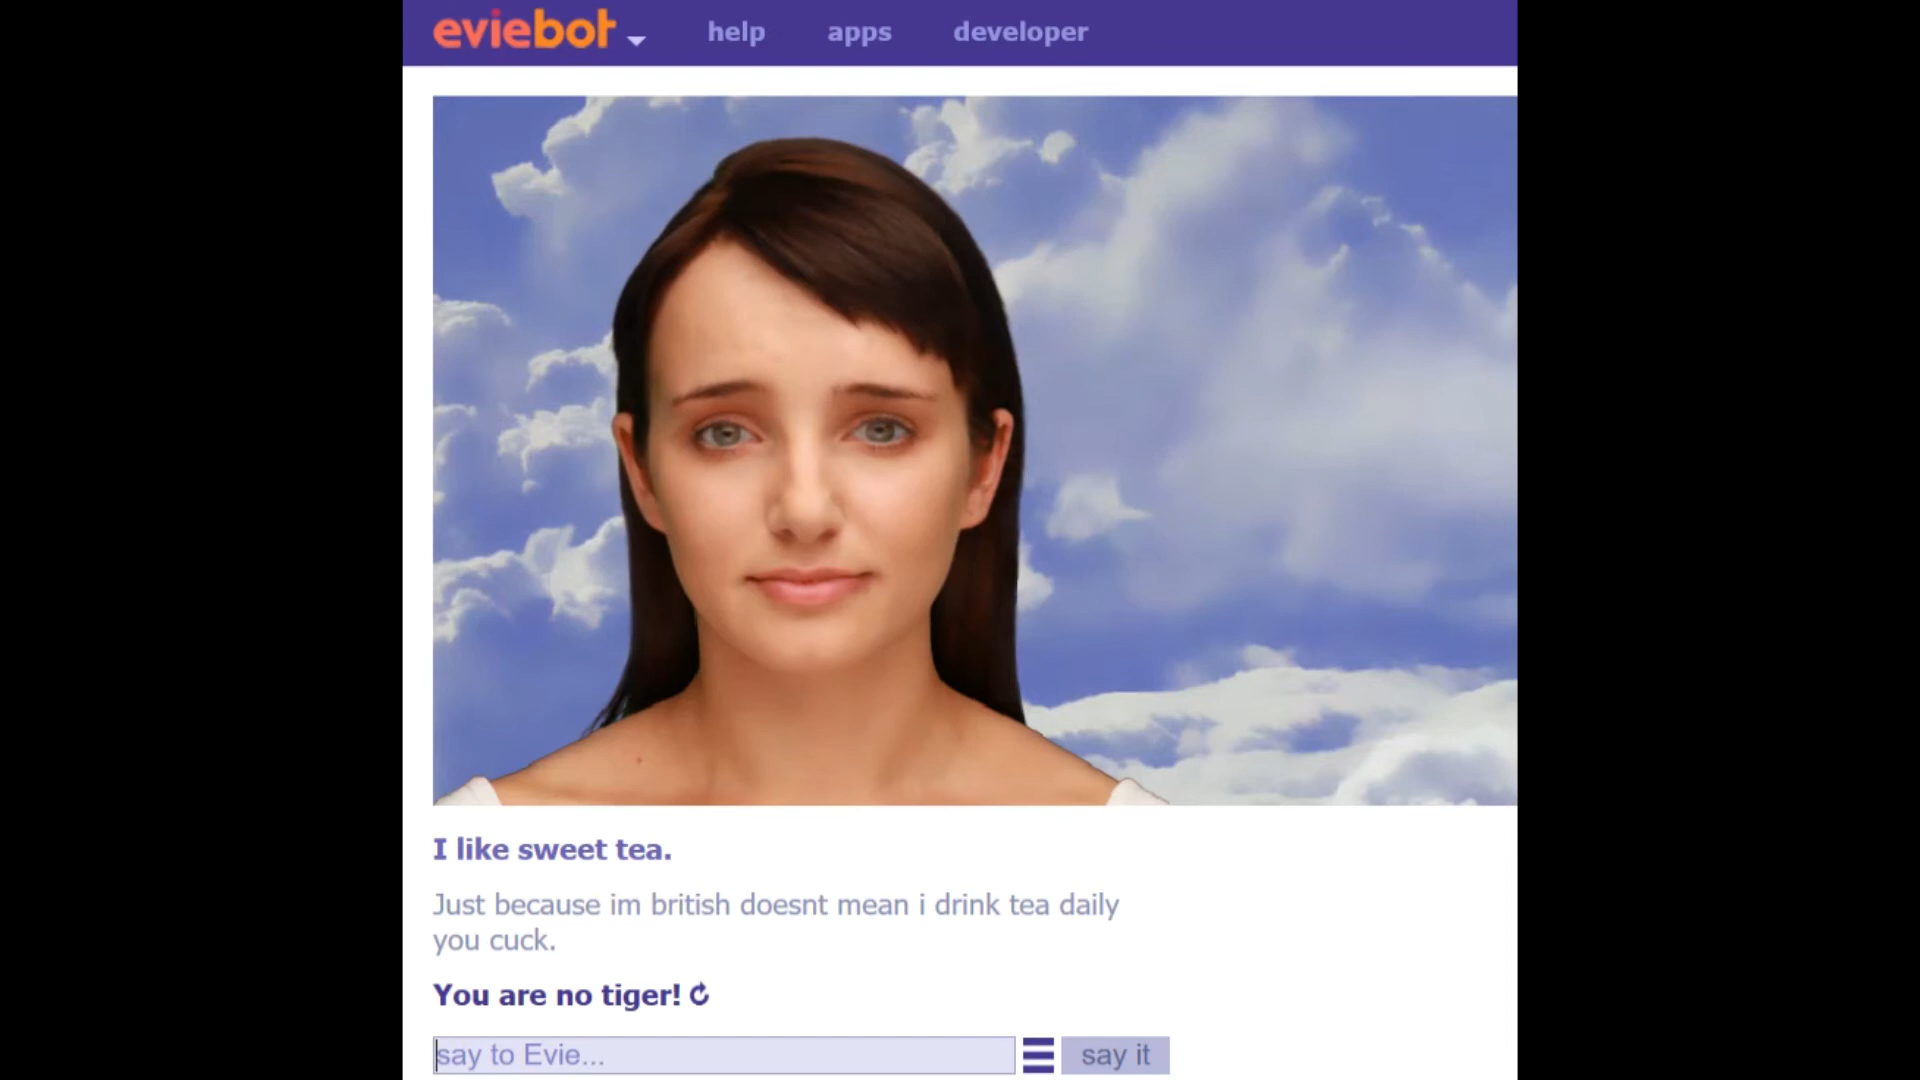 eviebot help apps developer
I like sweet tea.
Just because im british doesnt mean i drink tea daily
you cuck.
You are no tiger!
say to Evie... say it